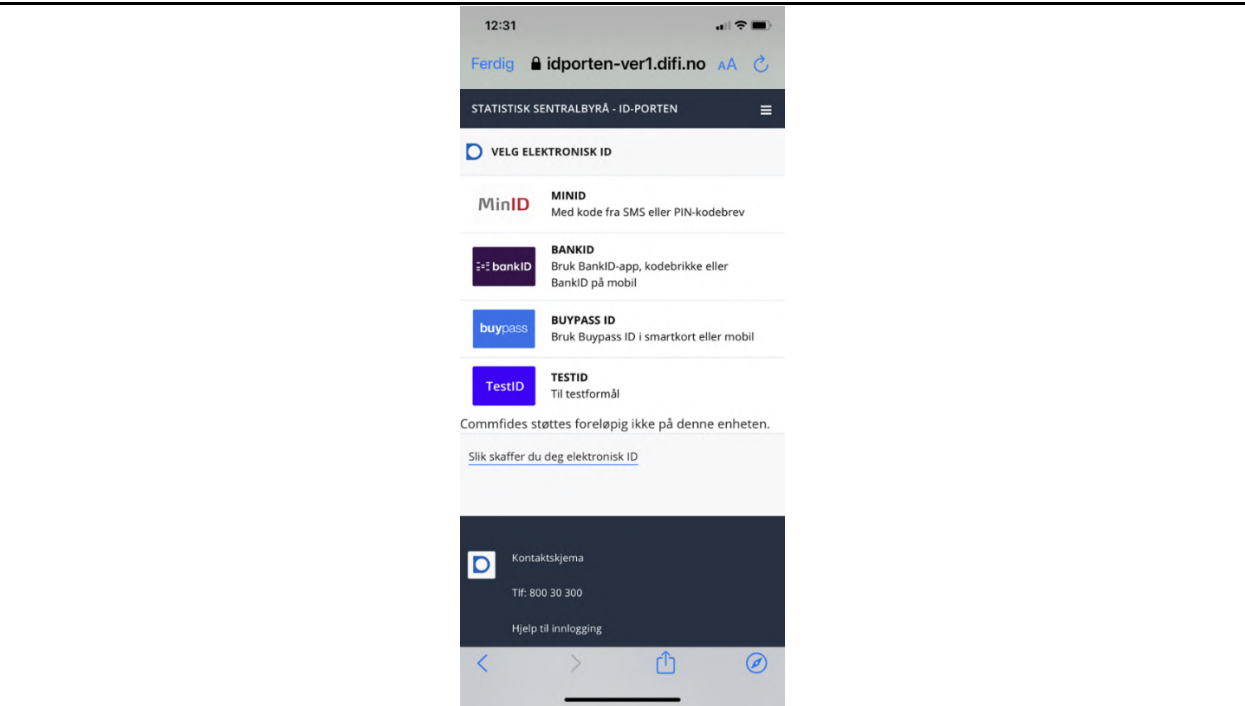 12:31
Ferdig idporten-ver1.difi.no AA
STATISTISK SENTRALBYRÅ - ID-PORTEN
VELG ELEKTRONISK ID
MinID
MINID
Med kode fra SMS eller PIN-kodebrev
bankID
BANKID
Bruk BankID-app, kodebrikke eller
BankID på mobil
buypass
BUYPASS ID
Bruk Buypass ID i smartkort eller mobil
TestID
TESTID
Til testformål
Commfides støttes foreløpig ikke på denne enheten.
Slik skaffer du deg elektronisk ID
Kontaktskjema
Tlf: 800 30 300
Hjelp til innlogging